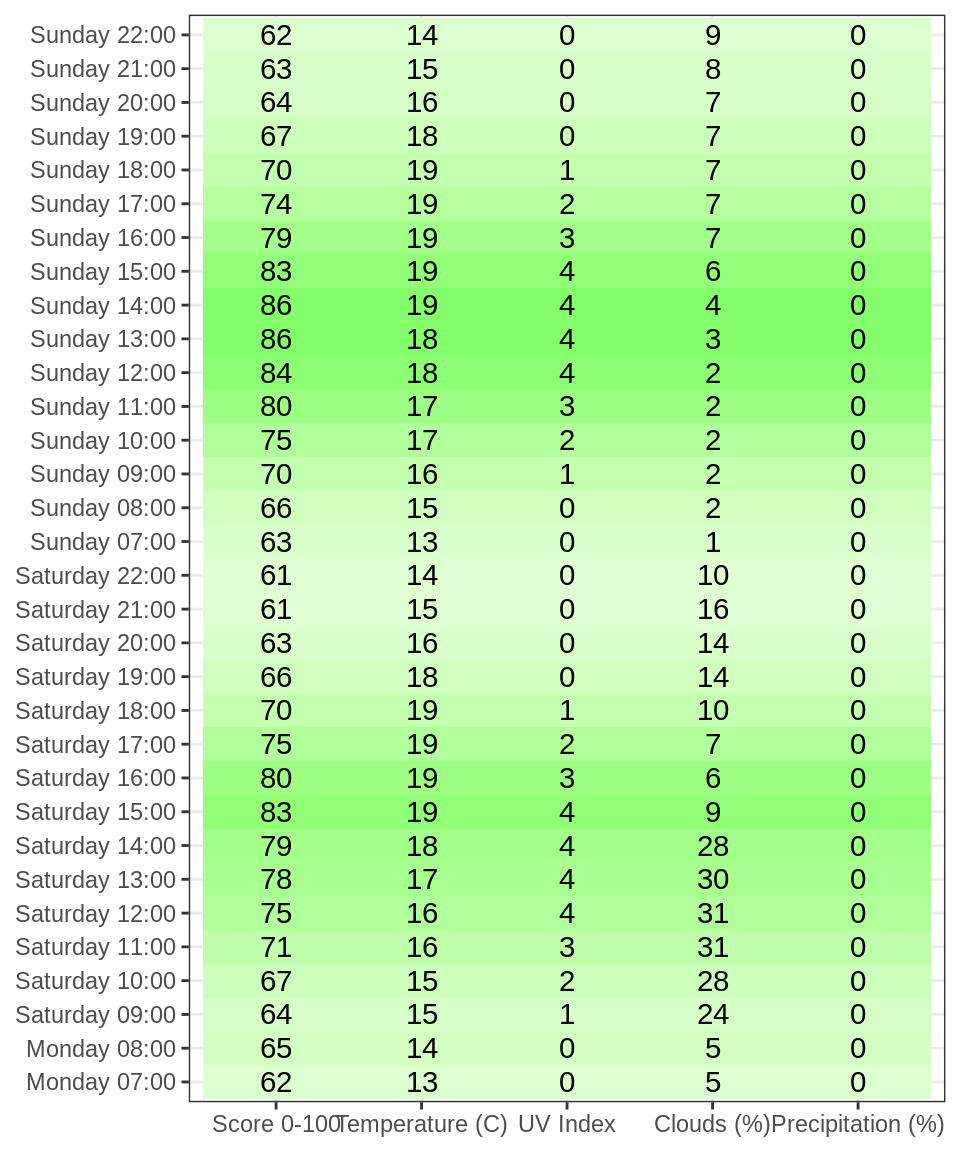 Sunday 22:00 62 14 0 9 0
Sunday 21:00 63 15 0 8 0
Sunday 20:00 64 16 0 7 0
Sunday 19:00 67 18 0 7 0
Sunday 18:00 70 19 1 7 0
Sunday 17:00 74 19 2 7 0
Sunday 16:00 79 19 3 7 0
Sunday 15:00 83 19 4 6 0
Sunday 14:00 86 19 4 4 0
Sunday 13:00 86 18 4 3 0
Sunday 12:00 84 18 4 2 0
Sunday 11:00 80 17 3 2 0
Sunday 10:00 75 17 2 2 0
Sunday 09:00 70 16 1 2 0
Sunday 08:00 66 15 0 2 0
Sunday 07:00 63 13 0 1 0
Saturday 22:00 61 14 0 10 0
Saturday 21:00 61 15 0 16 0
Saturday 20:00 63 16 0 14 0
Saturday 19:00 66 18 0 14 0
Saturday 18:00 70 19 1 10 0
Saturday 17:00 75 19 2 7 0
Saturday 16:00 80 19 3 6 0
Saturday 15:00 83 19 4 9 0
Saturday 14:00 79 18 4 28 0
Saturday 13:00 78 17 4 30 0
Saturday 12:00 75 16 4 31 0
Saturday 11:00 71 16 3 31 0
Saturday 10:00 67 15 2 28 0
Saturday 09:00 64 15 1 24 0
Monday 08:00 65 14 0 5 0
Monday 07:00 62 13 0 5 0
Score 0-100 Temperature (C) UV Index Clouds (%) Precipitation (%)